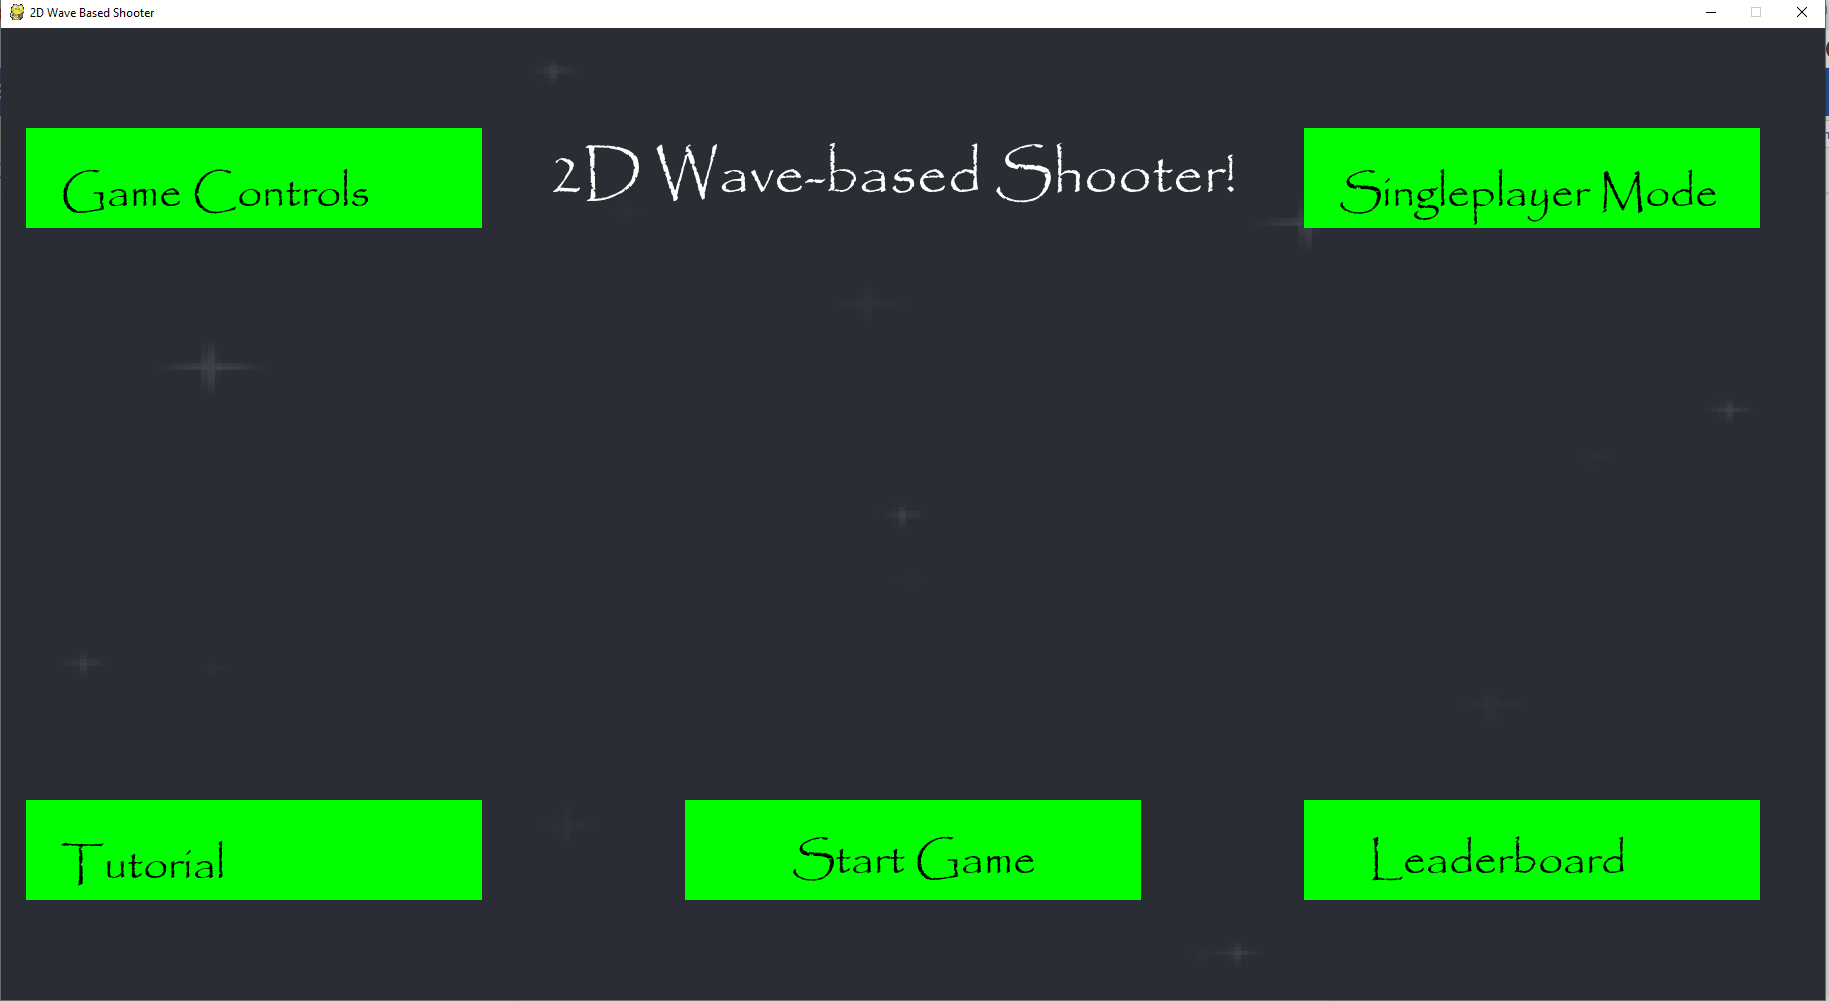 2D Wave Based Shooter
Game Controls
2D Wave-based Shooter!
Singleplayer Mode
Tutorial
Start Game
Leaderboard